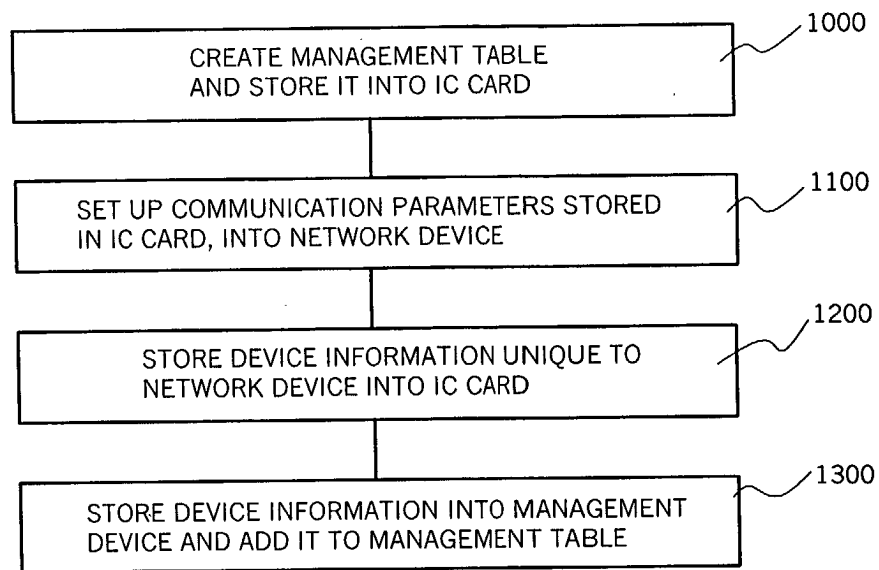 1000
CREATE MANAGEMENT TABLE
AND STORE IT INTO IC CARD
1100
SET UP COMMUNICATION PARAMETERS STORED
IN IC CARD, INTO NETWORK DEVICE
1200
STORE DEVICE INFORMATION UNIQUE TO
NETWORK DEVICE INTO IC CARD
1300
STORE DEVICE INFORMATION INTO MANAGEMENT
DEVICE AND ADD IT TO MANAGEMENT TABLE